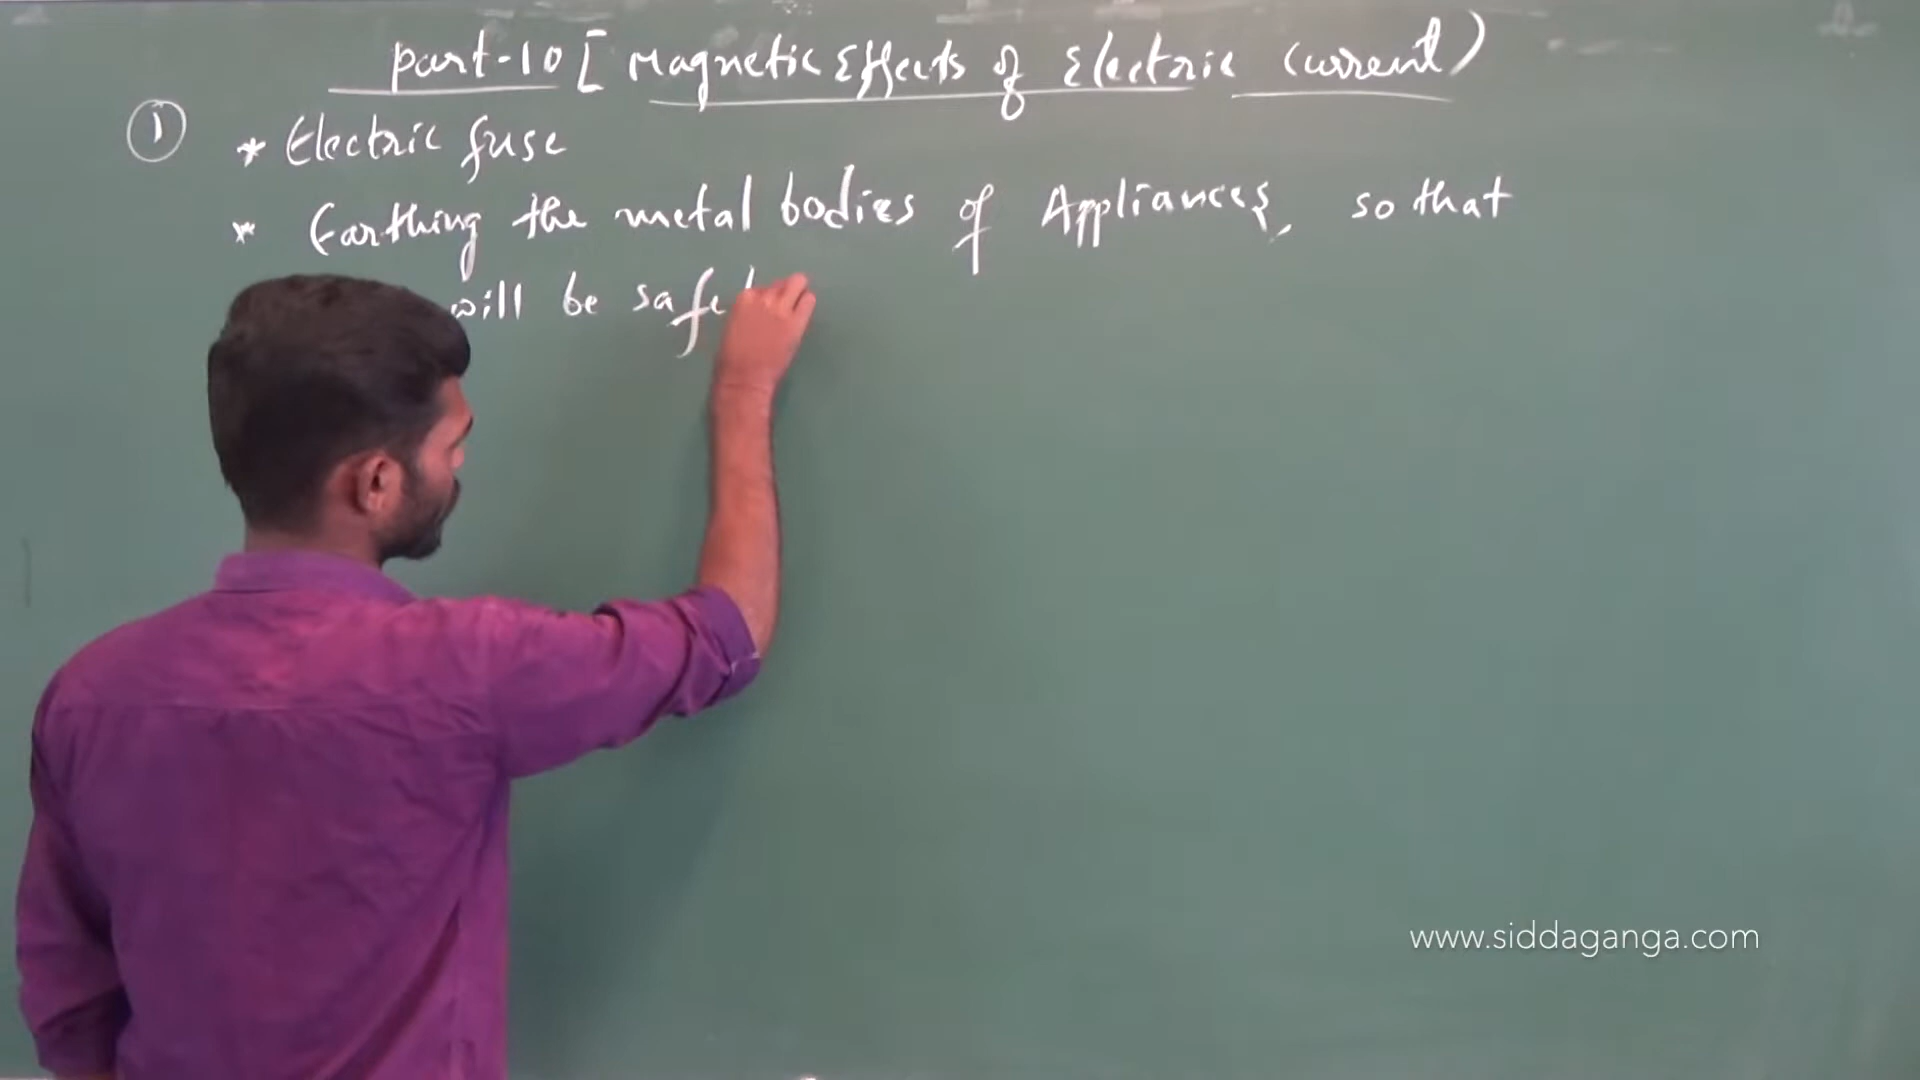 part-10 [Magnetic Effects of Electric Current)
① * Electric fuse
* Earthing the metal bodies of Appliances, so that
will be safe
www.siddaganga.com